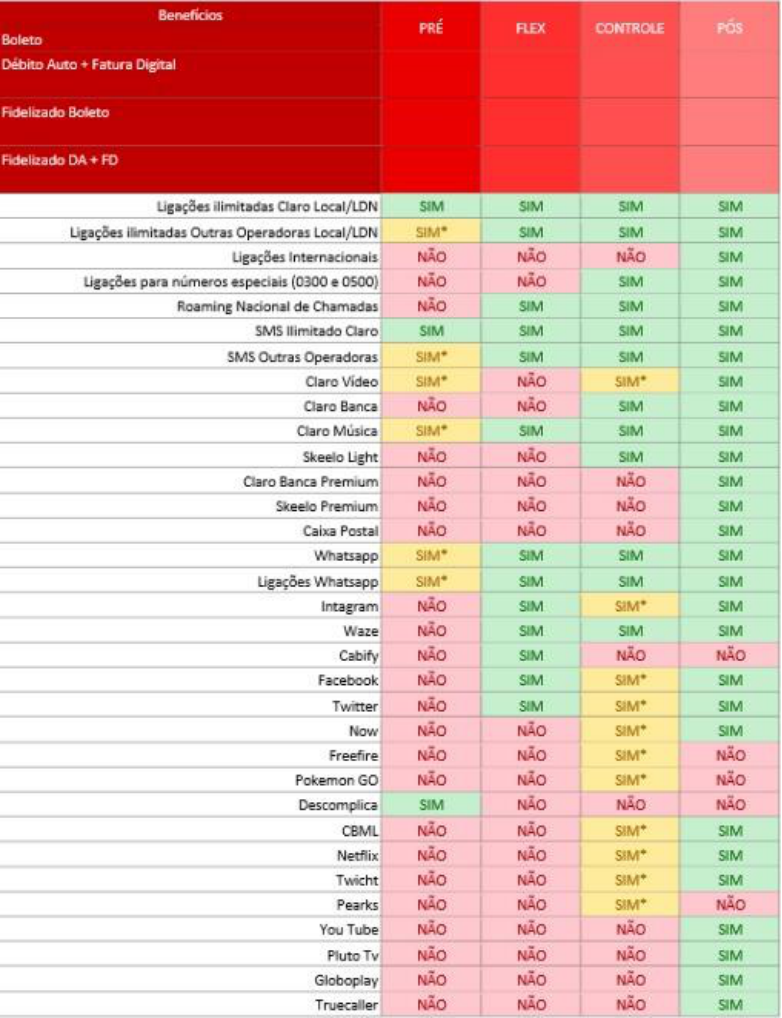 Benefícios PRÉ FLEX CONTROLE PÓS
Boleto
Débito Auto + Fatura Digital
Fidelizado Boleto
Fidelizado DA + FD
Ligações ilimitadas Claro Local/LDN SIM SIM SIM SIM
Ligações ilimitadas Outras Operadoras Local/LDN SIM* SIM SIM SIM
Ligações Internacionais NÃO NÃO NÃO SIM
Ligações para números especiais (0300 e 0500) NÃO NÃO SIM SIM
Roaming Nacional de Chamadas NÃO SIM SIM SIM
SMS Ilimitado Claro SIM SIM SIM SIM
SMS Outras Operadoras SIM* SIM SIM SIM
Claro Vídeo SIM* NÃO SIM* SIM
Claro Banca NÃO NÃO SIM SIM
Claro Música SIM* SIM SIM SIM
Skeelo Light NÃO NÃO SIM SIM
Claro Banca Premium NÃO NÃO NÃO SIM
Skeelo Premium NÃO NÃO NÃO SIM
Caixa Postal NÃO NÃO NÃO SIM
Whatsapp SIM* SIM SIM SIM
Ligações Whatsapp SIM* SIM SIM SIM
Intagram NÃO SIM SIM* SIM
Waze NÃO SIM SIM SIM
Cabify NÃO SIM NÃO NÃO
Facebook NÃO SIM SIM* SIM
Twitter NÃO SIM SIM* SIM
Now NÃO NÃO SIM* SIM
Freefire NÃO NÃO SIM* NÃO
Pokemon GO NÃO NÃO SIM* NÃO
Descomplica SIM NÃO NÃO NÃO
CBML NÃO NÃO SIM* SIM
Netflix NÃO NÃO SIM* SIM
Twicht NÃO NÃO SIM* SIM
Pearks NÃO NÃO SIM* NÃO
You Tube NÃO NÃO NÃO SIM
Pluto Tv NÃO NÃO NÃO SIM
Globoplay NÃO NÃO NÃO SIM
Truecaller NÃO NÃO NÃO SIM